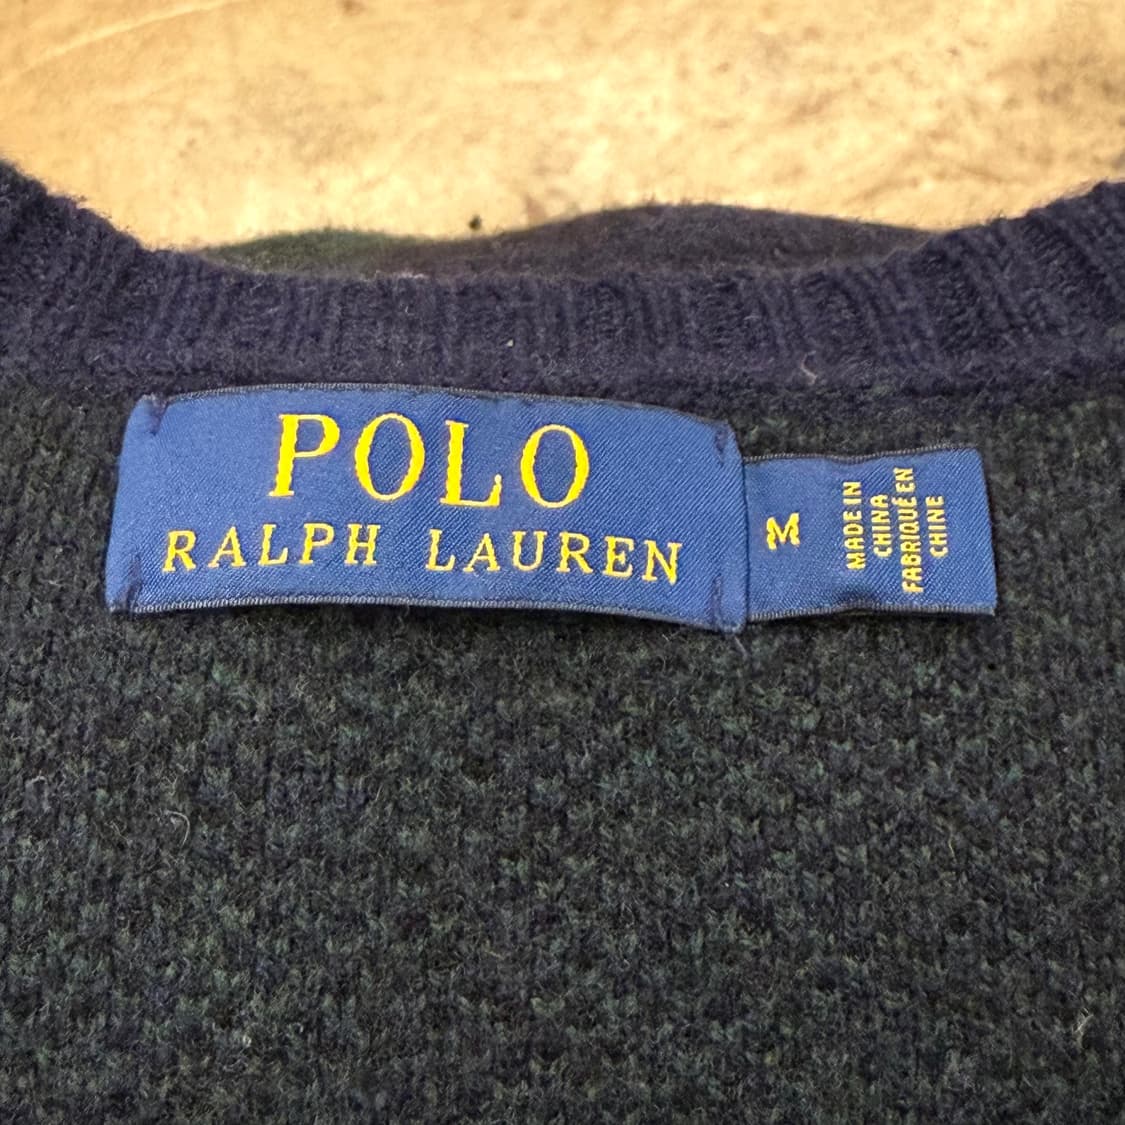 POLO
RALPH LAUREN
M
MADE IN
CHINA
FABRIQUÉ EN
CHINE